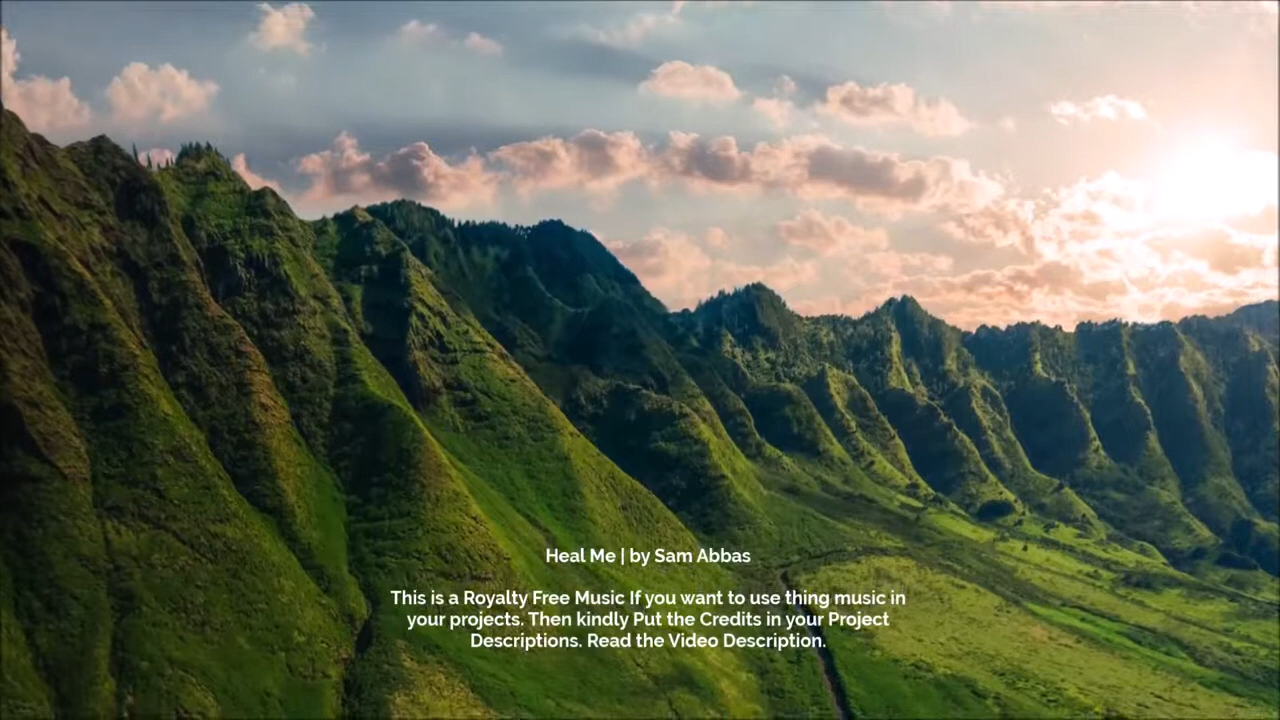 Heal Me | by Sam Abbas
This is a Royalty Free Music If you want to use thing music in
your projects. Then kindly Put the Credits in your Project
Descriptions. Read the Video Description.